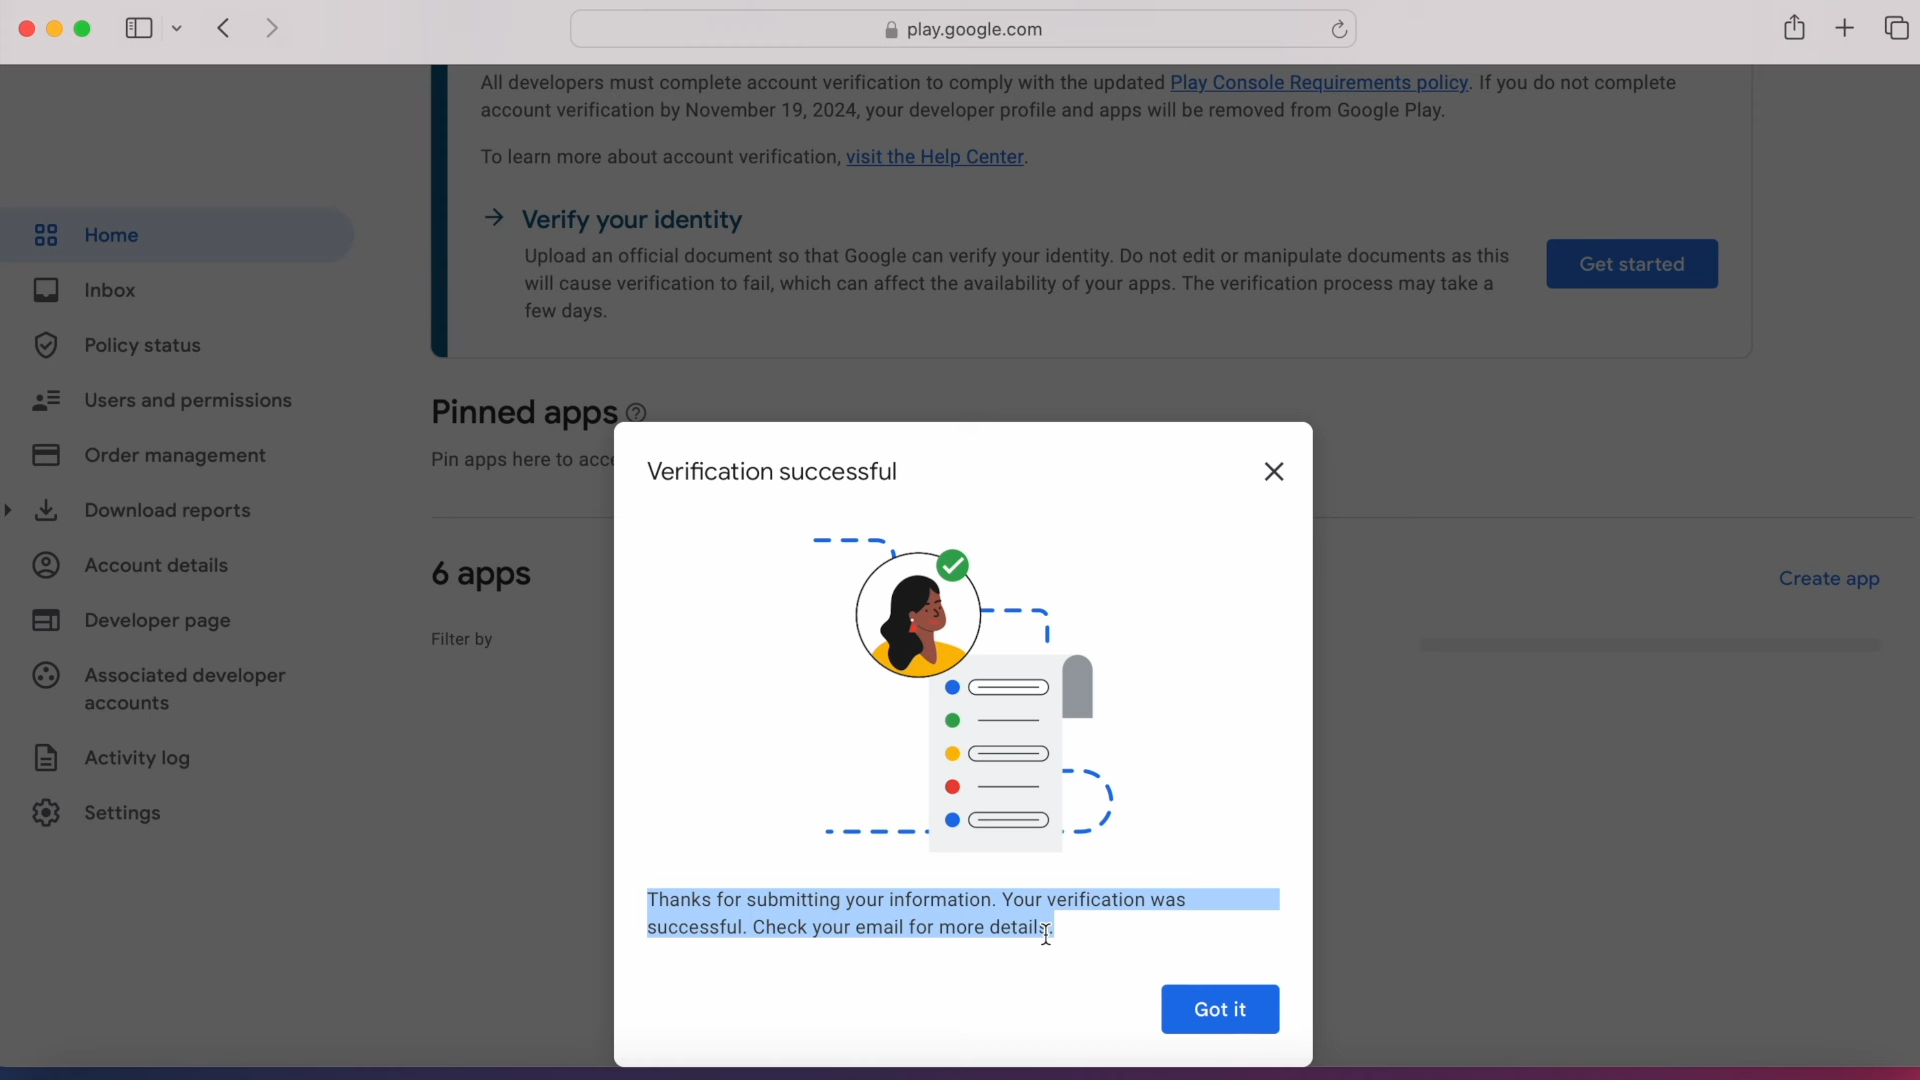 play.google.com
All developers must complete account verification to comply with the updated Play Console Requirements policy. If you do not complete
account verification by November 19, 2024, your developer profile and apps will be removed from Google Play.
To learn more about account verification, visit the Help Center.
Verify your identity
Upload an official document so that Google can verify your identity. Do not edit or manipulate documents as this
will cause verification to fail, which can affect the availability of your apps. The verification process may take a
few days.
Get started
Home
Inbox
Policy status
Users and permissions
Order management
Download reports
Account details
Developer page
Associated developer
accounts
Activity log
Settings
Pinned apps
Pin apps here to
6 apps
Create app
Filter by
Verification successful
Thanks for submitting your information. Your verification was
successful. Check your email for more details.
Got it